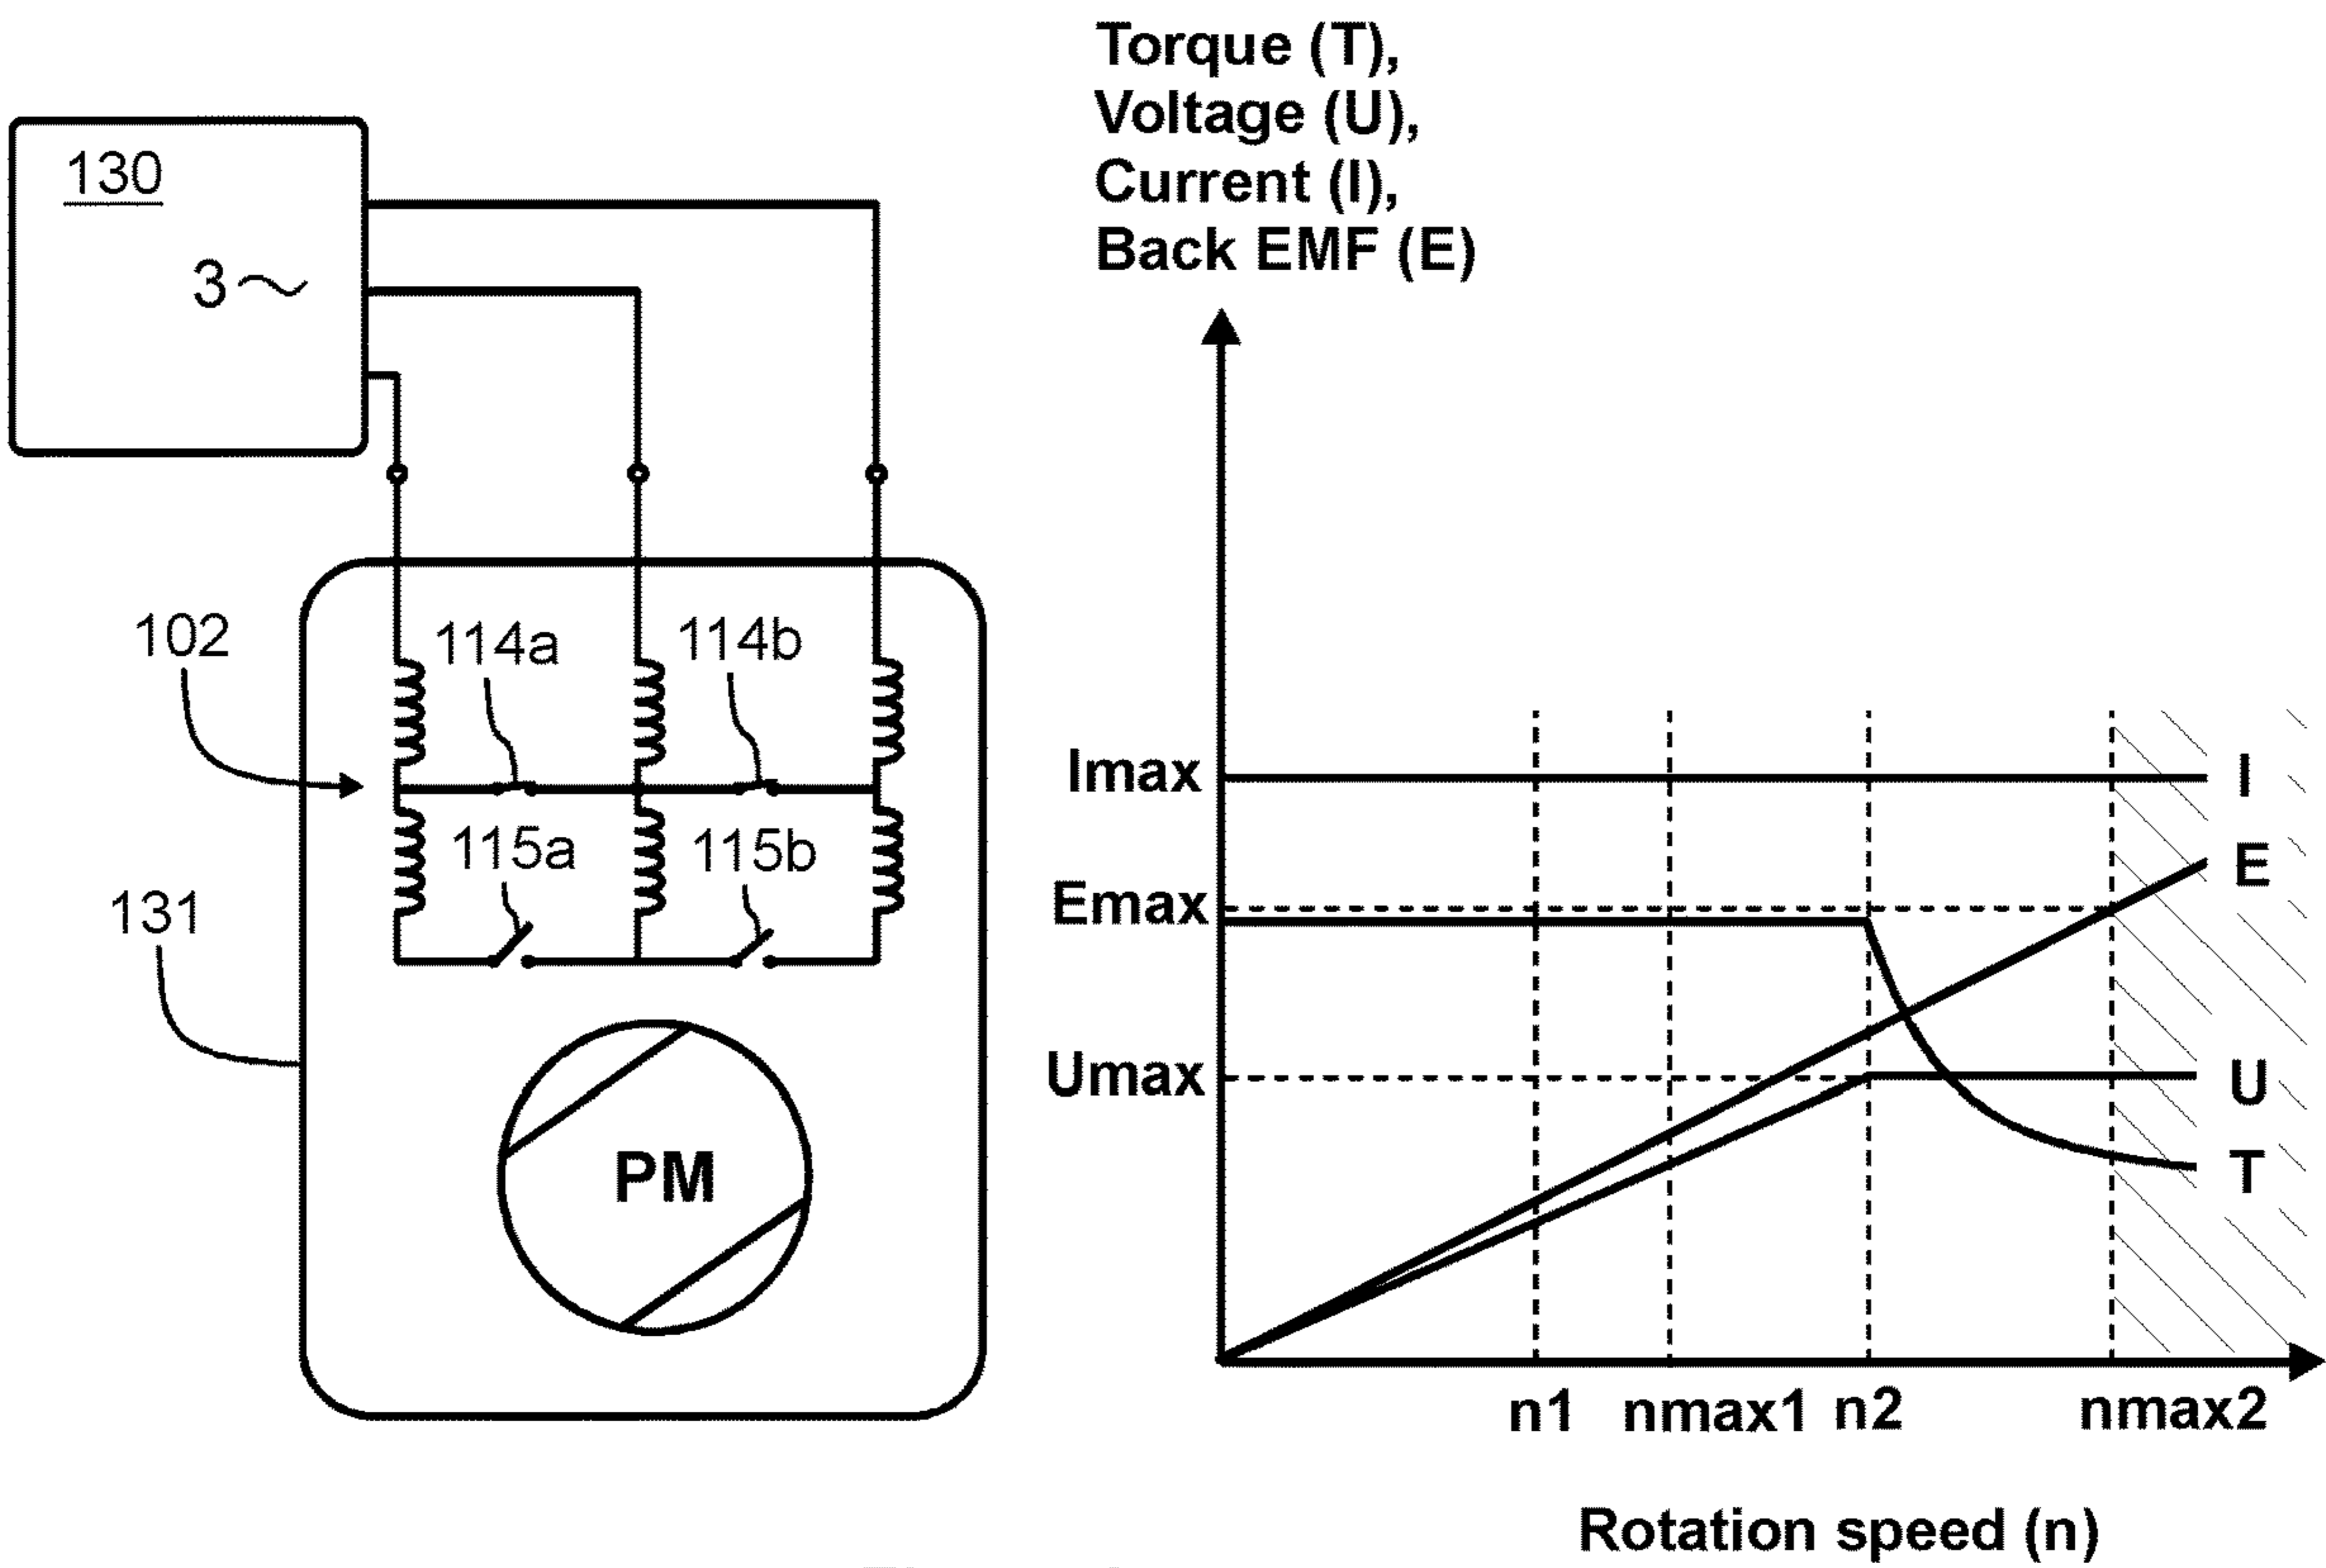 130
3～
102
114a
114b
115a
115b
131
PM
Torque (T),
Voltage (U),
Current (I),
Back EMF (E)
Imax
Emax
Umax
I
E
U
T
n1 nmax1 n2 nmax2
Rotation speed (n)